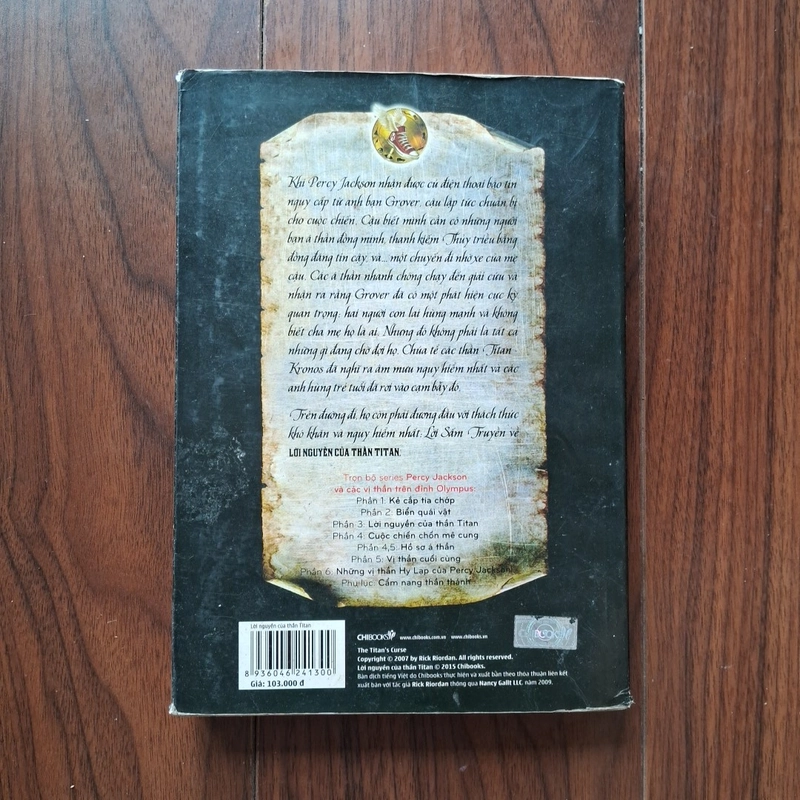 Khi Percy Jackson nhận được cú điện thoại báo tin
nguy cấp từ anh bạn Grover, cậu lập tức chuẩn bị
cho cuộc chiến. Cậu biết mình cần có những người
bạn á thần đồng minh, thanh kiếm Thủy triều bằng
đồng đáng tin cậy, và... một chuyến đi nhờ xe của mẹ
cậu. Các á thần nhanh chóng chạy đến giải cứu và
nhận ra rằng Grover đã có một phát hiện cực kỳ
quan trọng: hai người con lai hùng mạnh và không
biết cha mẹ họ là ai. Nhưng đó không phải là tất cả
những gì đang chờ đợi họ. Chúa tể các thần Titan
Kronos đã nghĩ ra âm mưu nguy hiểm nhất và các
anh hùng trẻ tuổi đã rơi vào cạm bẫy đó.
Trên đường đi, họ còn phải đương đầu với thách thức
khó khăn và nguy hiểm nhất: Lời Sấm Truyền về
LỜI NGUYỀN CỦA THẦN TITAN.
Trọn bộ series Percy Jackson
và các vị thần trên đỉnh Olympus:
Phần 1: Kẻ cắp tia chớp
Phần 2: Biển quái vật
Phần 3: Lời nguyền của thần Titan
Phần 4: Cuộc chiến chốn mê cung
Phần 4,5: Hồ sơ á thần
Phần 5: Vị thần cuối cùng
Phần 6: Những vị thần Hy Lạp của Percy Jackson
Phụ lục: Cẩm nang thần thánh
Lời nguyền của thần Titan
8 936046 241300
Giá: 103.000 đ
CHIBOOKS www.chibooks.com.vn www.chibooks.vn
The Titan's Curse
Copyright © 2007 by Rick Riordan. All rights reserved.
Lời nguyền của thần Titan © 2015 Chibooks.
Bản dịch tiếng Việt do Chibooks thực hiện và xuất bản theo thỏa thuận liên kết
xuất bản với tác giả Rick Riordan thông qua Nancy Gallt LLC. năm 2009.